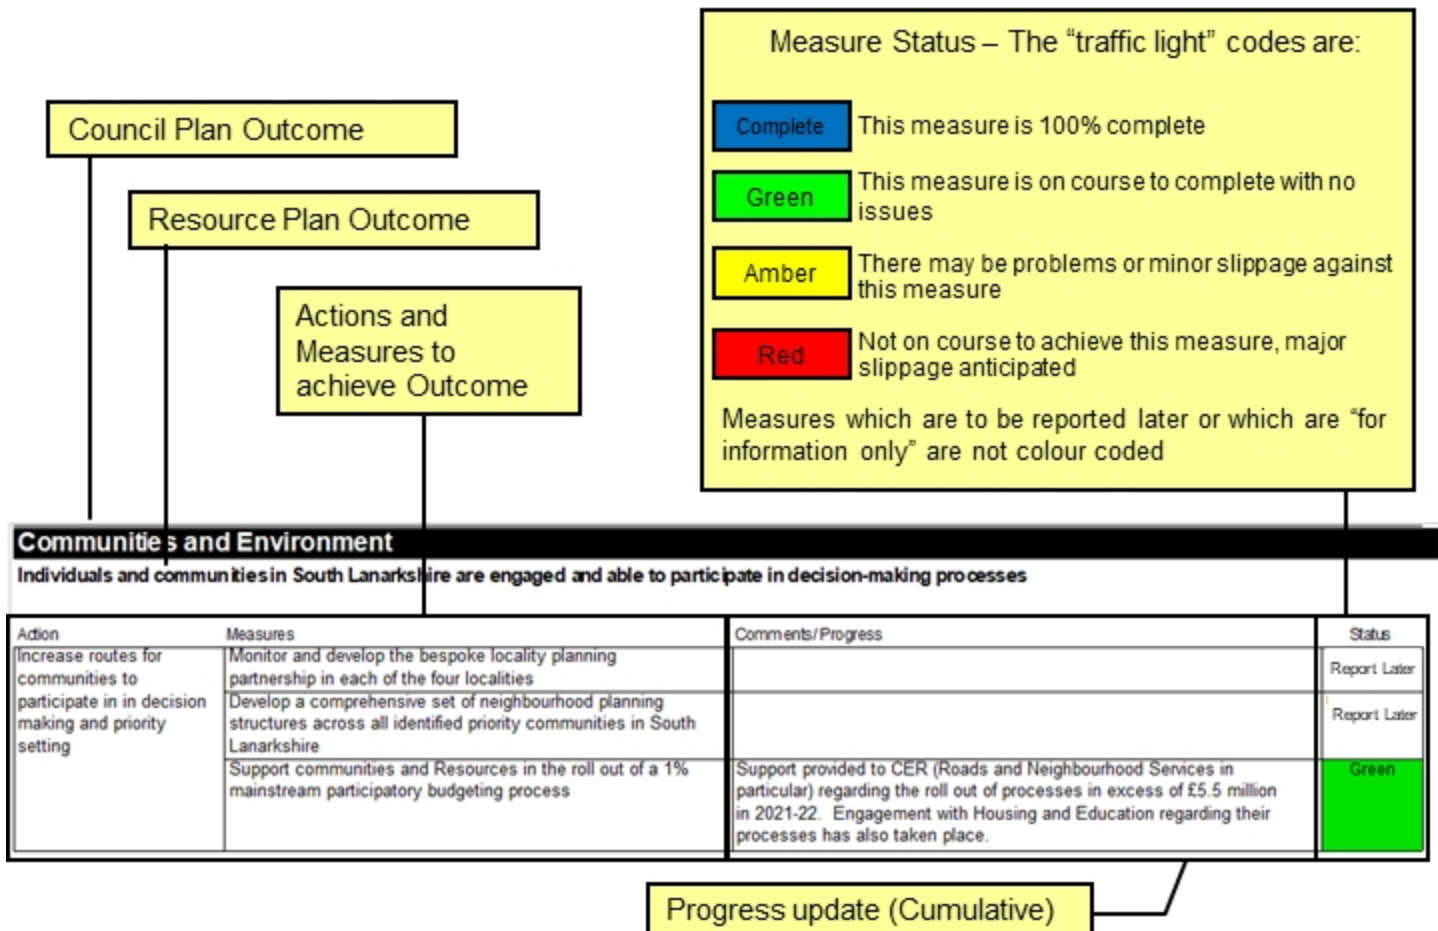 Measure Status – The “traffic light” codes are:
Complete This measure is 100% complete
Green This measure is on course to complete with no
issues
Amber There may be problems or minor slippage against
this measure
Red Not on course to achieve this measure, major
slippage anticipated
Measures which are to be reported later or which are “for
information only” are not colour coded
Council Plan Outcome
Resource Plan Outcome
Actions and
Measures to
achieve Outcome
Communities and Environment
Individuals and communities in South Lanarkshire are engaged and able to participate in decision-making processes
Action Measures Comments/Progress Status
Increase routes for
communities to
participate in in decision
making and priority
setting
Monitor and develop the bespoke locality planning
partnership in each of the four localities
Report Later
Develop a comprehensive set of neighbourhood planning
structures across all identified priority communities in South
Lanarkshire
Report Later
Support communities and Resources in the roll out of a 1%
mainstream participatory budgeting process
Support provided to CER (Roads and Neighbourhood Services in
particular) regarding the roll out of processes in excess of £5.5 million
in 2021-22. Engagement with Housing and Education regarding their
processes has also taken place.
Green
Progress update (Cumulative)